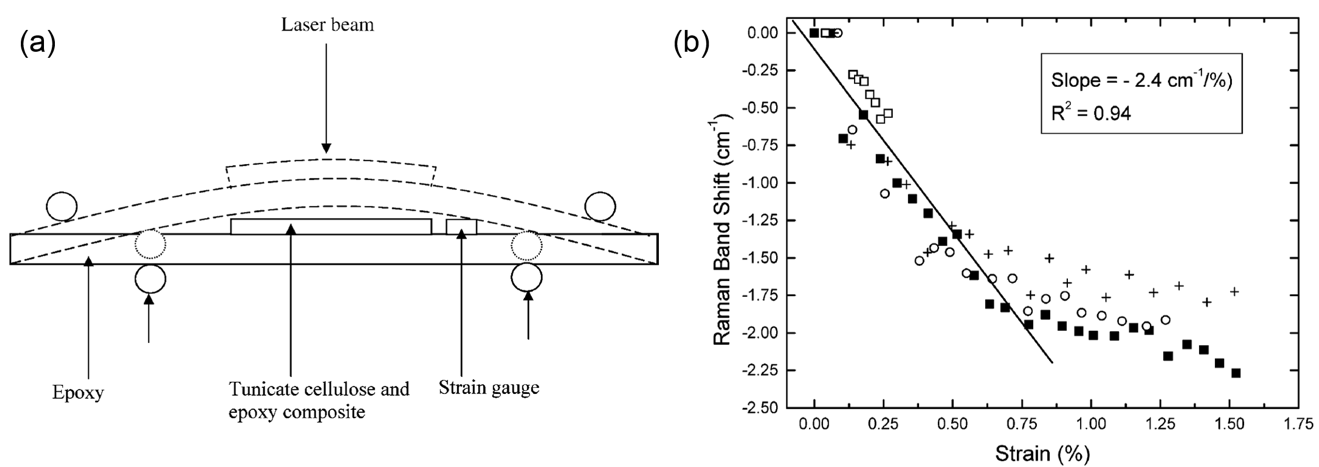 (a)
Laser beam
Epoxy
Tunicate cellulose and
epoxy composite
Strain gauge
(b)
Raman Band Shift (cm-1)
0.00
-0.25
-0.50
-0.75
-1.00
-1.25
-1.50
-1.75
-2.00
-2.25
-2.50
Slope = - 2.4 cm-1/%)
R2 = 0.94
0.00 0.25 0.50 0.75 1.00 1.25 1.50 1.75
Strain (%)